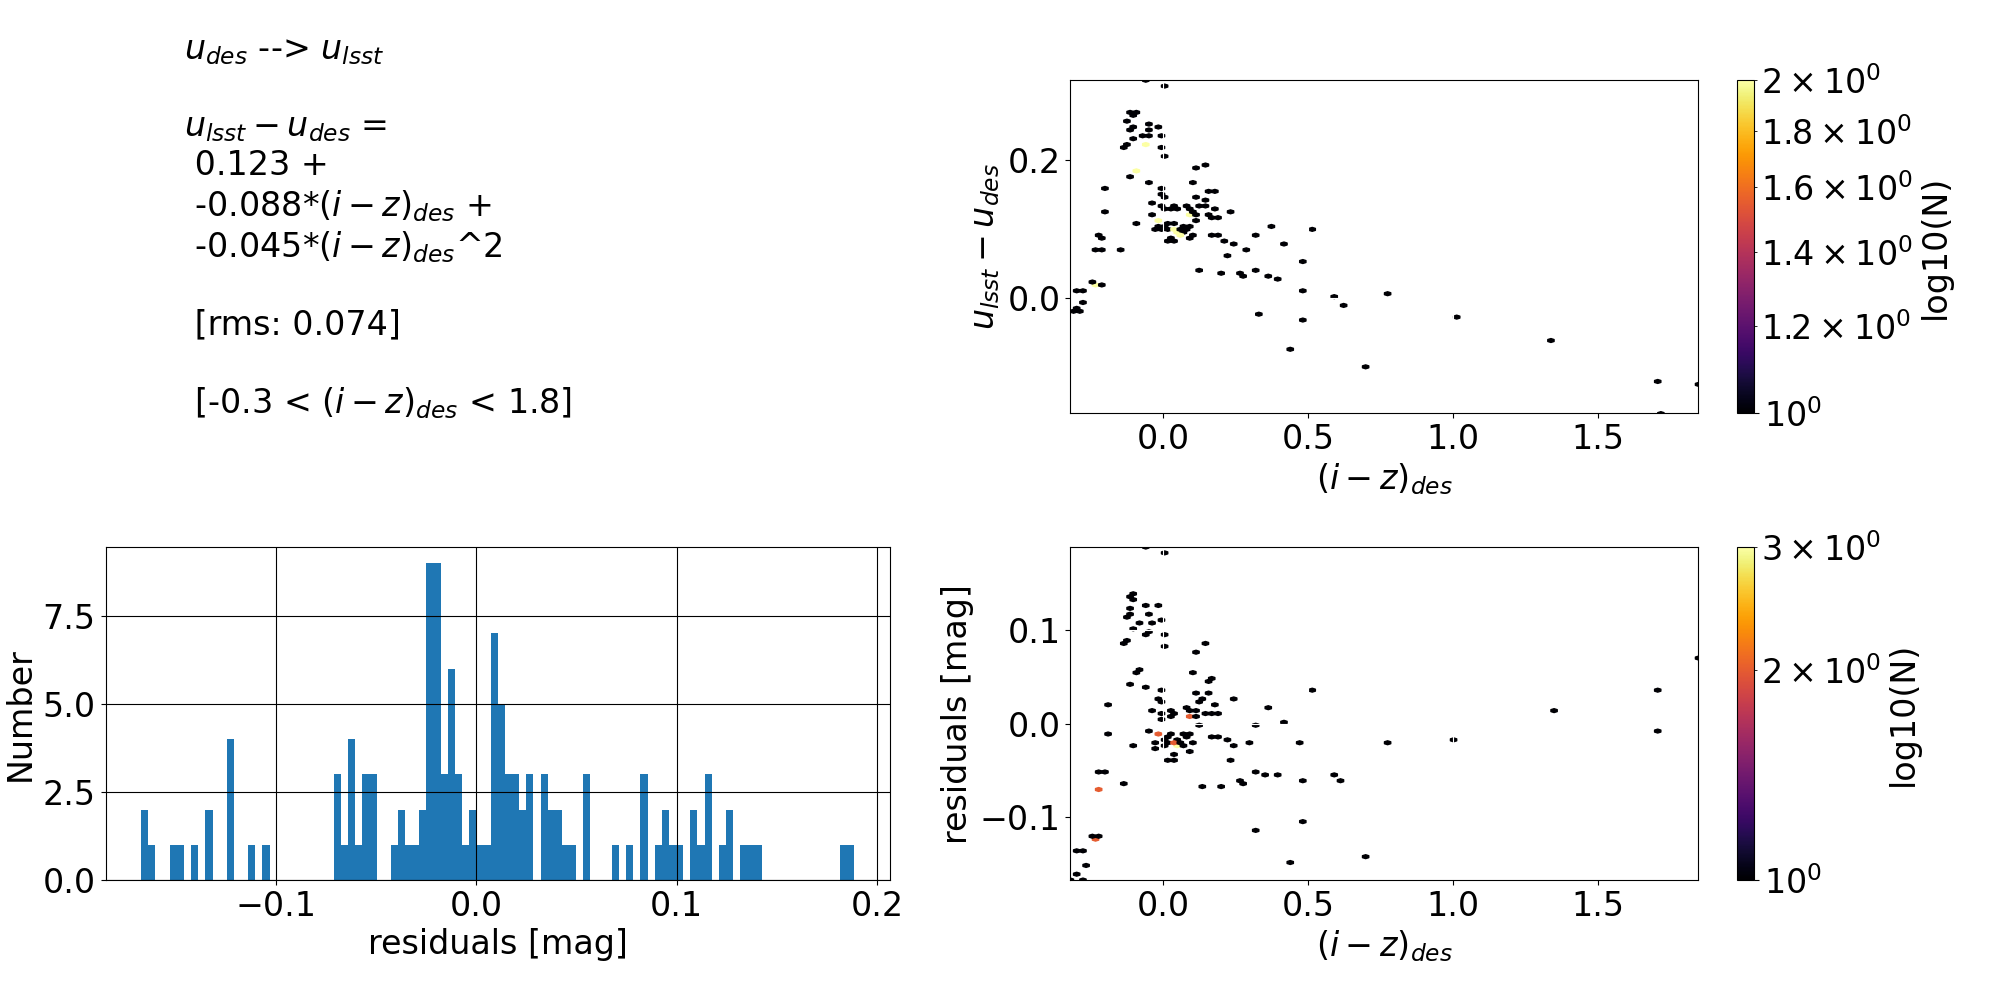 u_des --> u_lsst
u_lsst − u_des =
0.123 +
-0.088*(i − z)_des +
-0.045*(i − z)_des^2
[rms: 0.074]
[-0.3 < (i − z)_des < 1.8]
0.2
0.0
u_lsst − u_des
0.0 0.5 1.0 1.5
(i − z)_des
2 × 10^0
1.8 × 10^0
1.6 × 10^0
1.4 × 10^0
1.2 × 10^0
10^0
log10(N)
7.5
5.0
2.5
0.0
Number
−0.1 0.0 0.1 0.2
residuals [mag]
0.1
0.0
−0.1
residuals [mag]
0.0 0.5 1.0 1.5
(i − z)_des
3 × 10^0
2 × 10^0
10^0
log10(N)